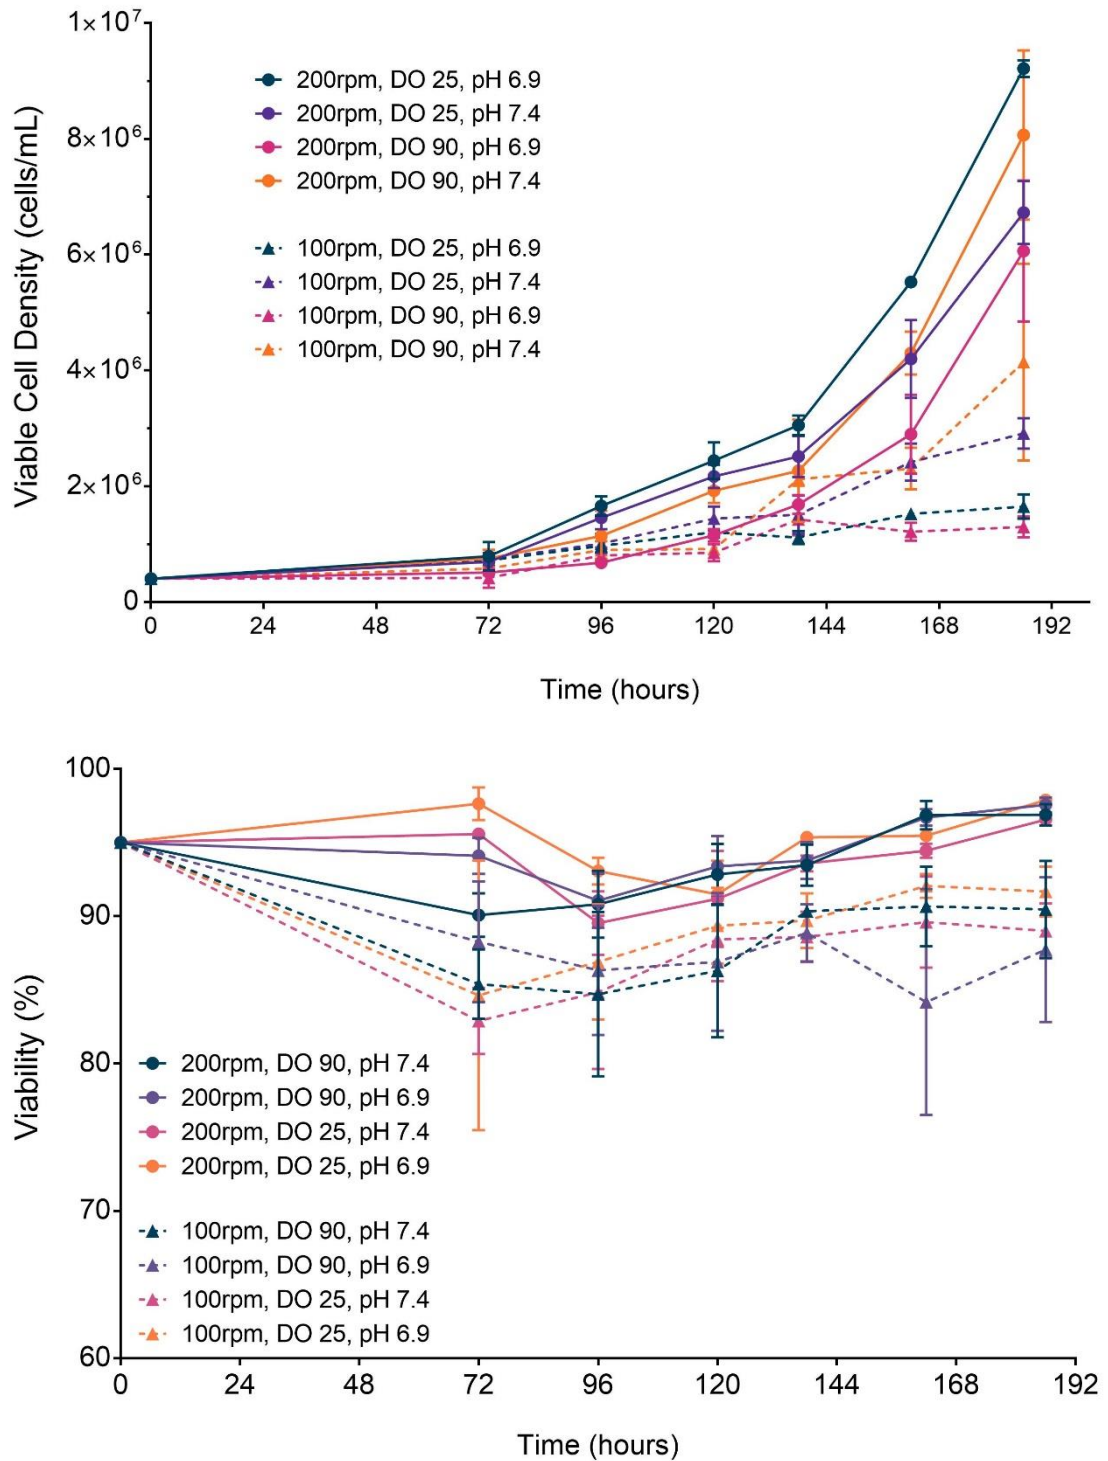 1×10⁷
8×10⁶
6×10⁶
4×10⁶
2×10⁶
0
Viable Cell Density (cells/mL)
200rpm, DO 25, pH 6.9
200rpm, DO 25, pH 7.4
200rpm, DO 90, pH 6.9
200rpm, DO 90, pH 7.4
100rpm, DO 25, pH 6.9
100rpm, DO 25, pH 7.4
100rpm, DO 90, pH 6.9
100rpm, DO 90, pH 7.4
0 24 48 72 96 120 144 168 192
Time (hours)
100
90
80
70
60
Viability (%)
200rpm, DO 90, pH 7.4
200rpm, DO 90, pH 6.9
200rpm, DO 25, pH 7.4
200rpm, DO 25, pH 6.9
100rpm, DO 90, pH 7.4
100rpm, DO 90, pH 6.9
100rpm, DO 25, pH 7.4
100rpm, DO 25, pH 6.9
0 24 48 72 96 120 144 168 192
Time (hours)